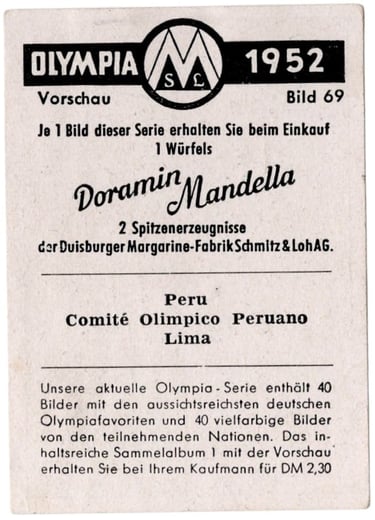 OLYMPIA M S L 1952
Vorschau Bild 69
Je 1 Bild dieser Serie erhalten Sie beim Einkauf
1 Würfels
Doramin Mandella
2 Spitzenerzeugnisse
der Duisburger Margarine-Fabrik Schmitz & Loh AG.
Peru
Comité Olimpico Peruano
Lima
Unsere aktuelle Olympia-Serie enthält 40
Bilder mit den aussichtsreichsten deutschen
Olympiafavoriten und 40 vielfarbige Bilder
von den teilnehmenden Nationen. Das in-
haltsreiche Sammelalbum 1 mit der Vorschau
erhalten Sie bei Ihrem Kaufmann für DM 2,30